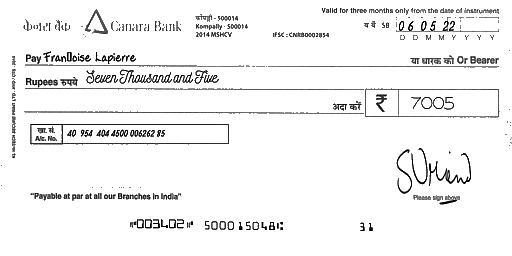 केनरा बैंक Canara Bank
कोंपल्ली - 500014
Kompally - 500014
2014 MSHCV
IFSC : CNRB0002854
Valid for three months only from the date of instrument
SB 06 05 22
D D M M Y Y Y Y
Pay Franlloise Lapierre या धारक को Or Bearer
Rupees रुपये Seven Thousand and Five
अदा करें ₹ 7005
खा. सं.
A/c. No. 40 954 404 4500 006262 85
Please sign above
"Payable at par at all our Branches in India"
⑈003402⑈ 500015048⑆ 31